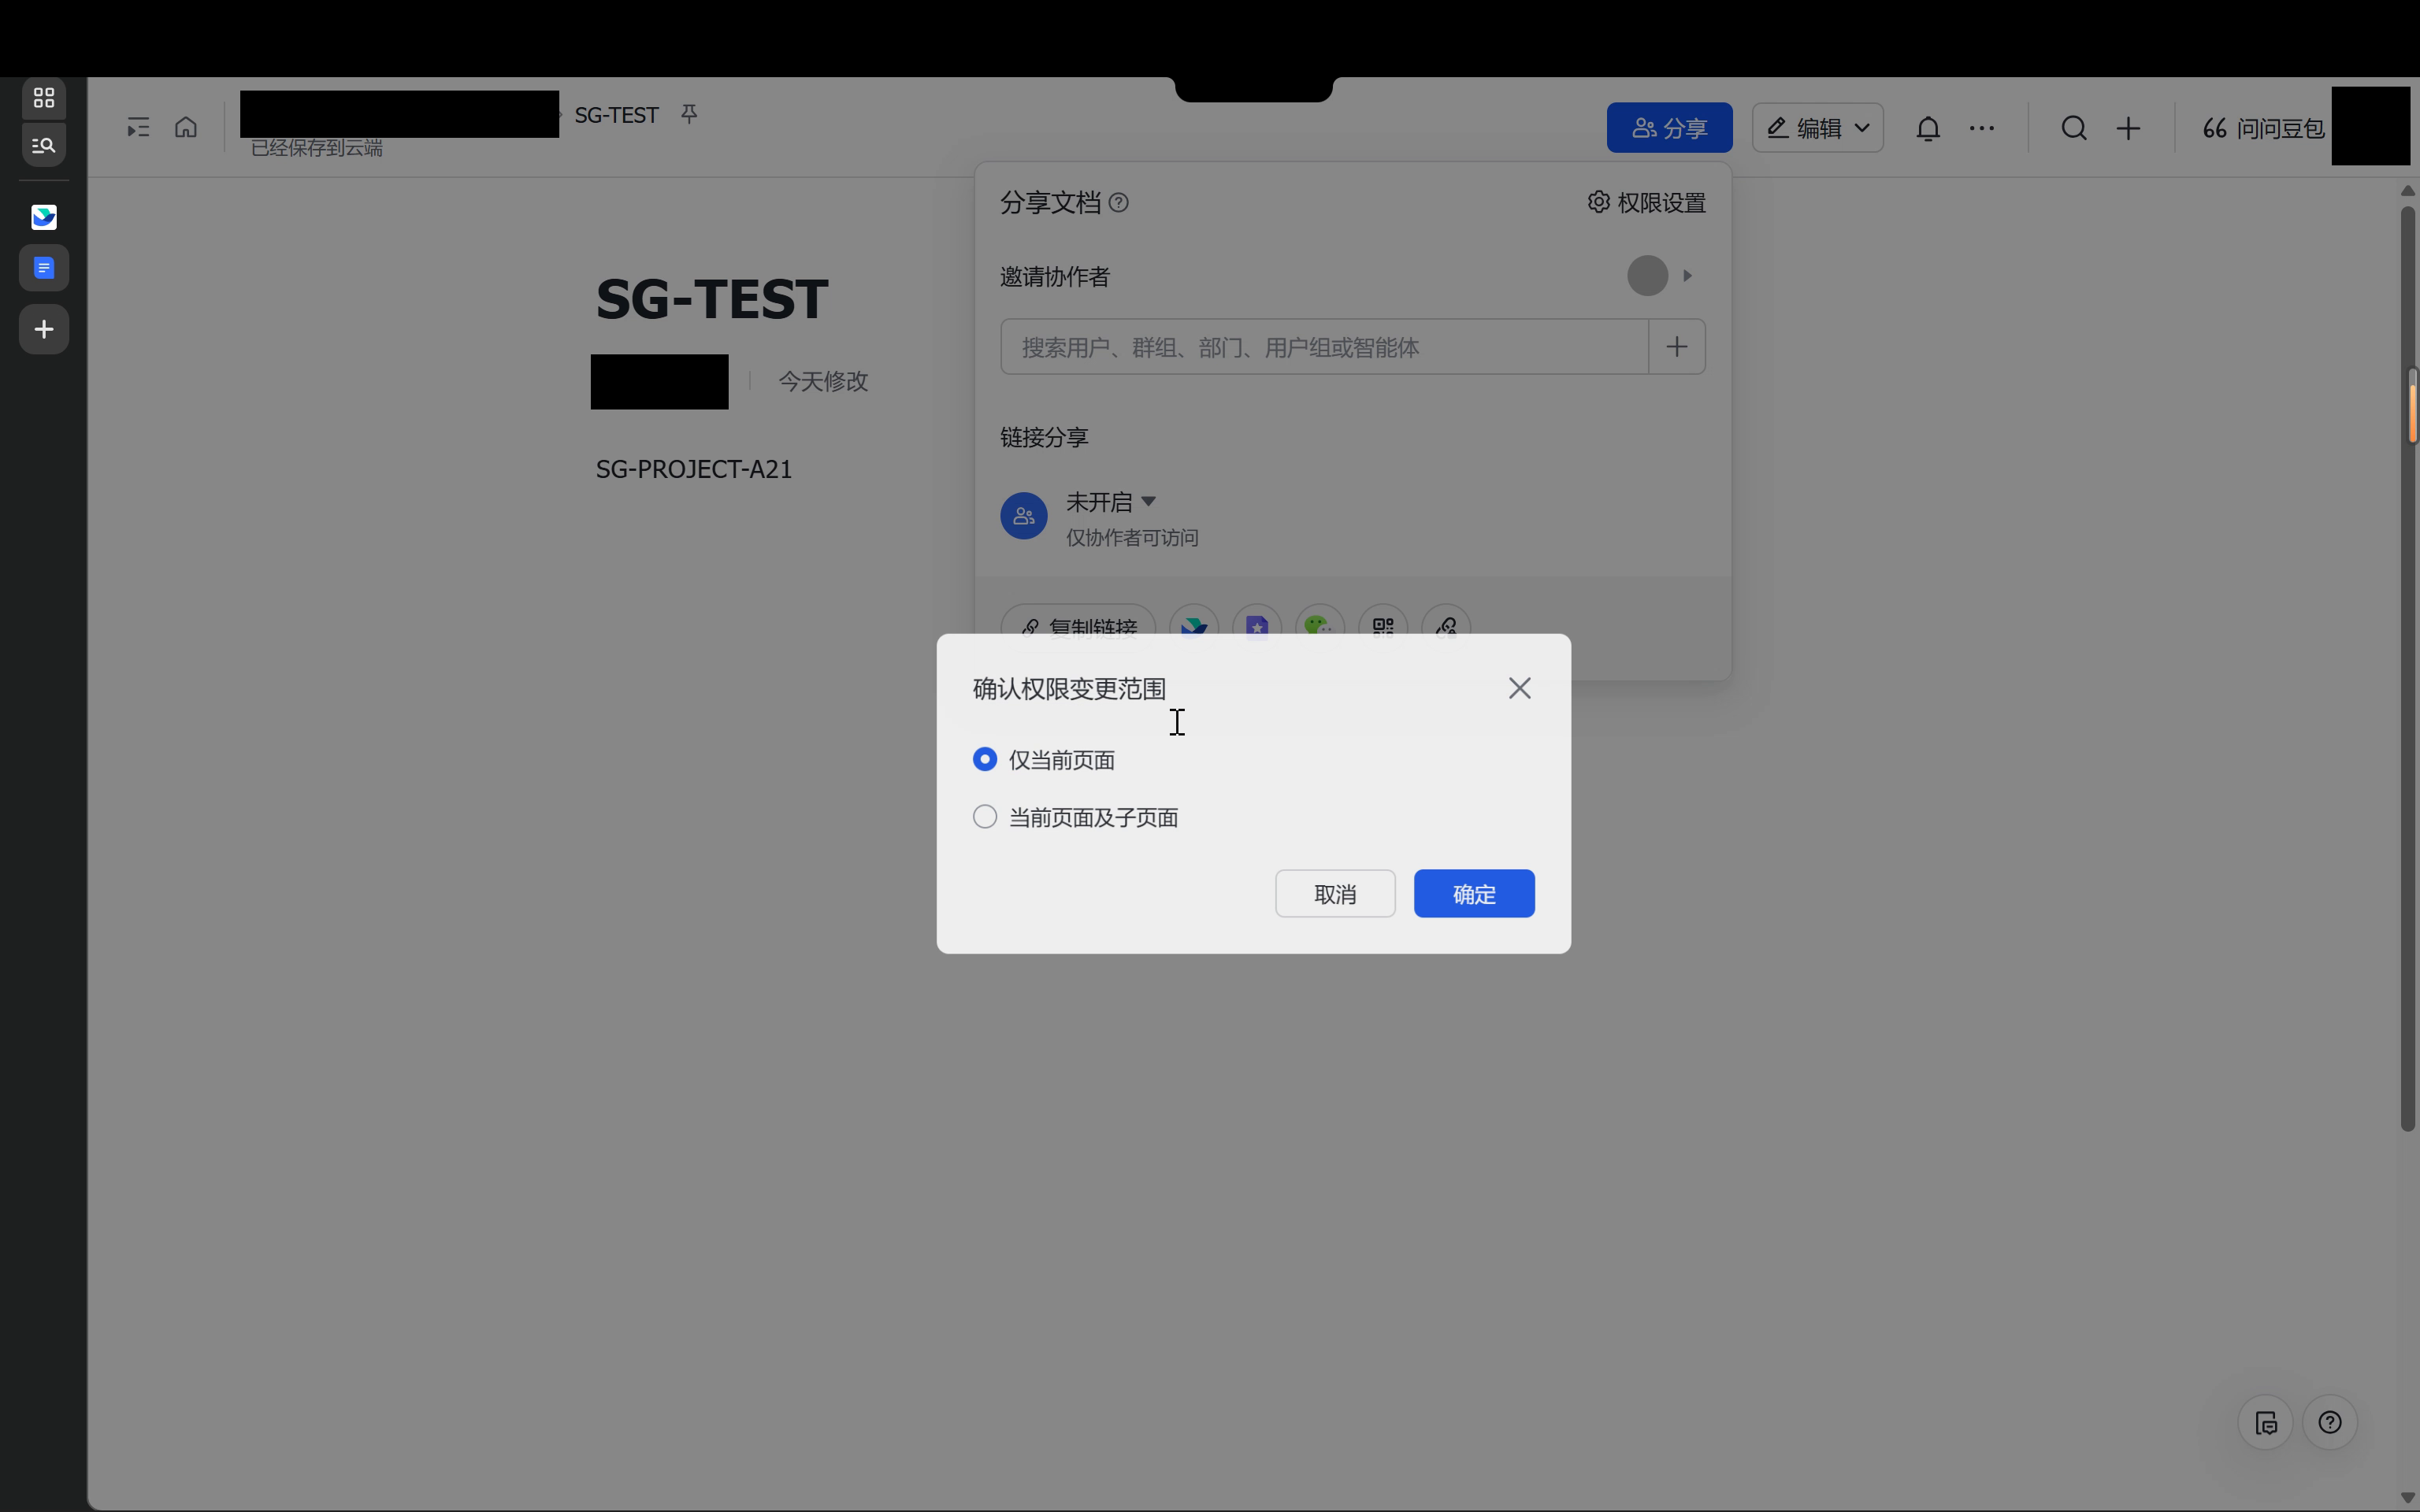 SG-TEST
已经保存到云端
分享
编辑
问问豆包
分享文档
权限设置
SG-TEST
邀请协作者
搜索用户、群组、部门、用户组或智能体
今天修改
链接分享
SG-PROJECT-A21
未开启
仅协作者可访问
复制链接
确认权限变更范围
仅当前页面
当前页面及子页面
取消
确定